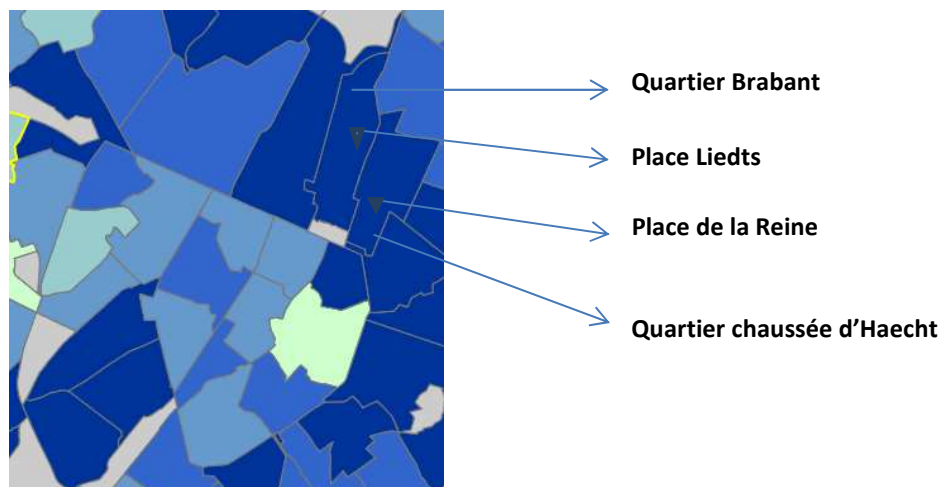 Quartier Brabant
Place Liedts
Place de la Reine
Quartier chaussée d’Haecht